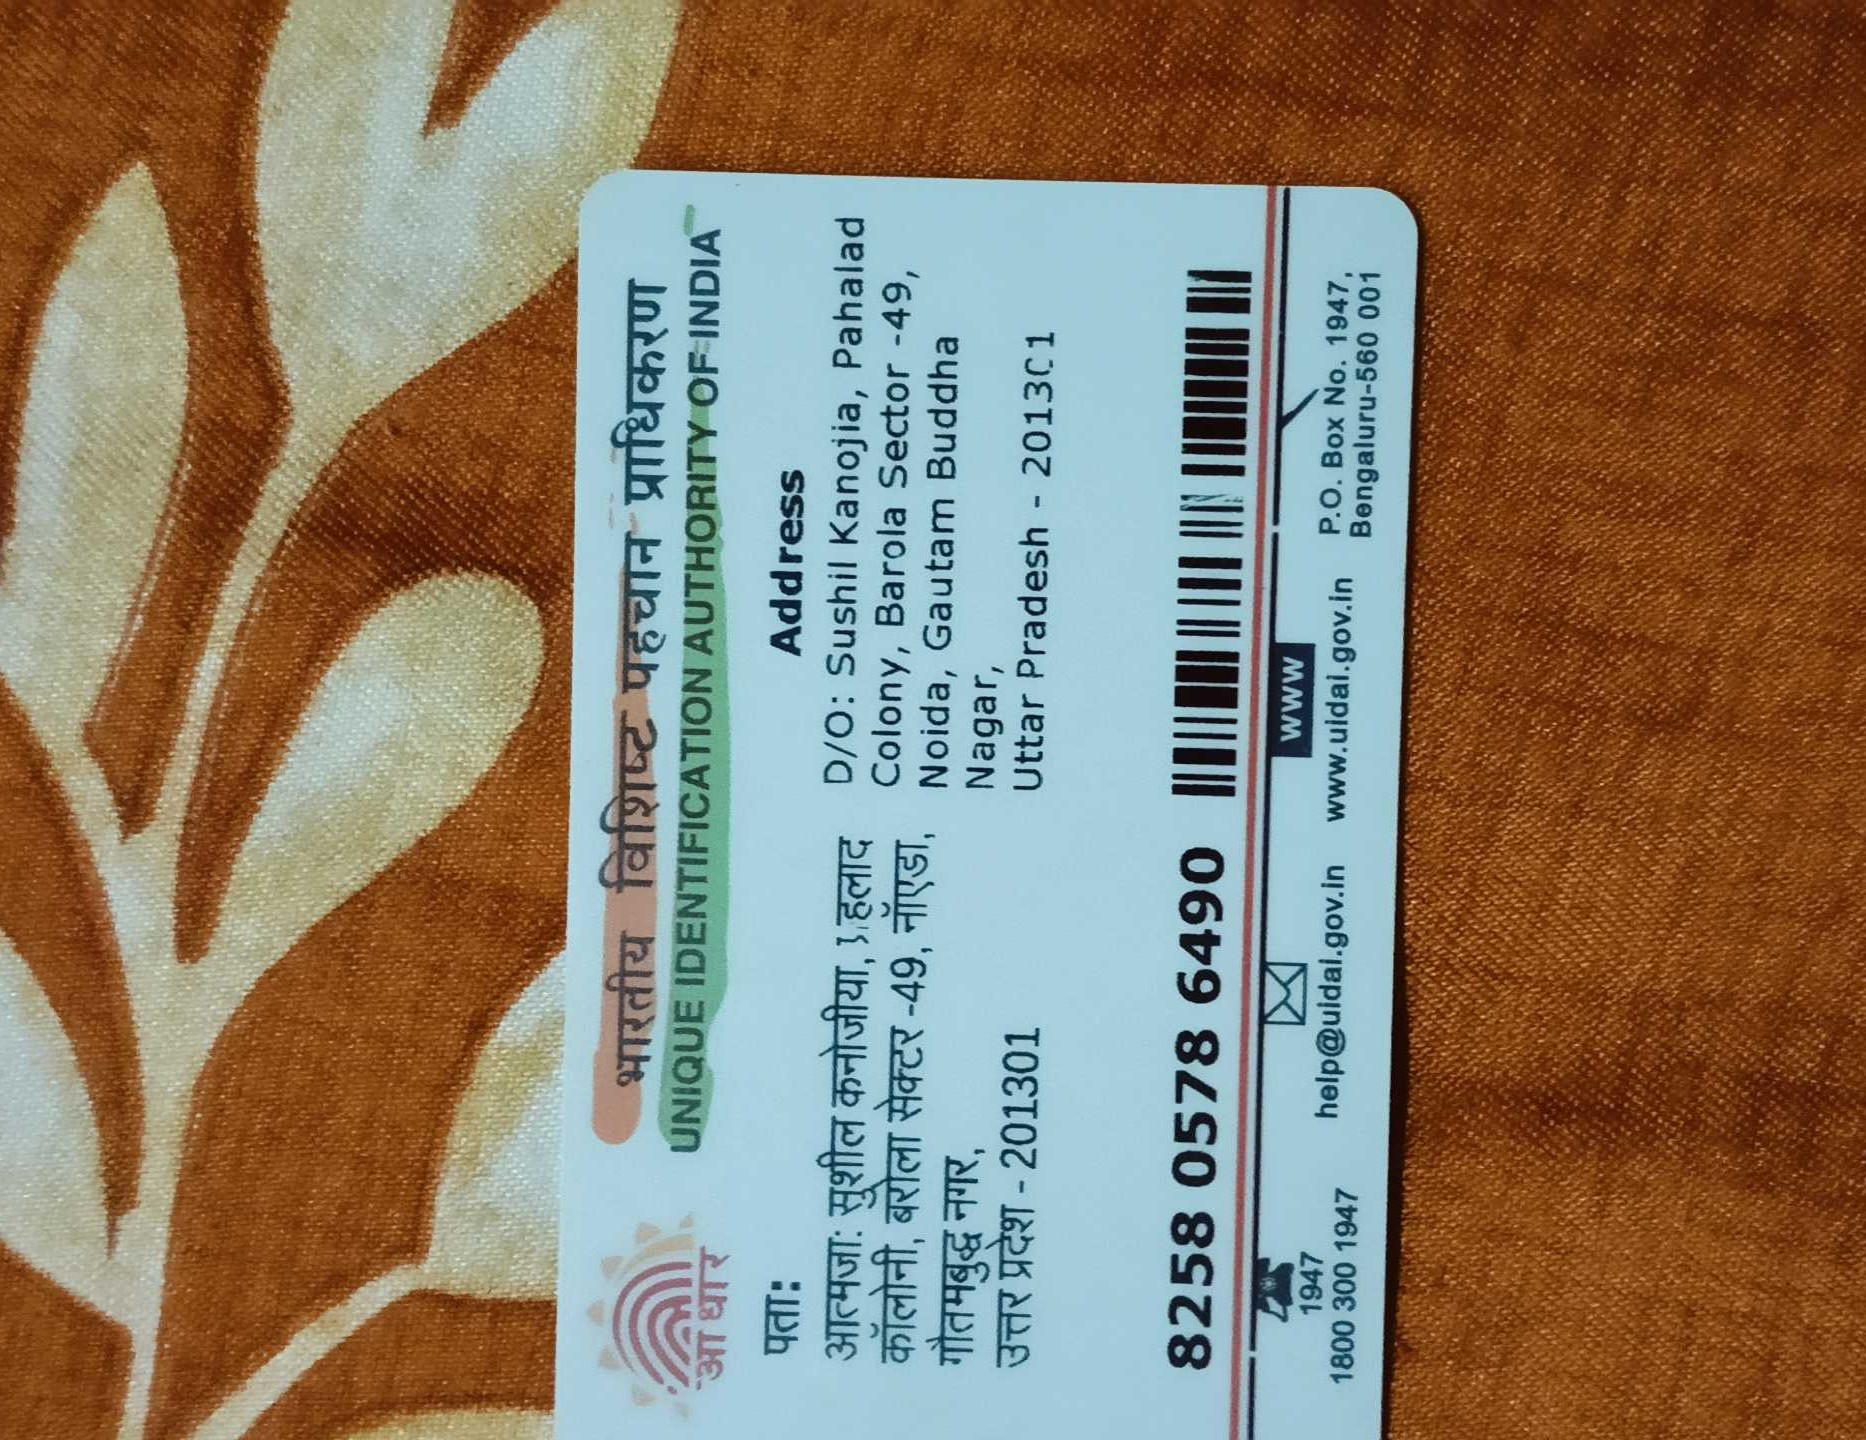 आधार
भारतीय विशिष्ट पहचान प्राधिकरण
UNIQUE IDENTIFICATION AUTHORITY OF INDIA
पता:
आत्मजा: सुशील कनोजीया, हलाद
कॉलोनी, बरोला सेक्टर -49, नॉएडा,
गौतमबुद्ध नगर,
उत्तर प्रदेश - 201301
Address
D/O: Sushil Kanojia, Pahalad
Colony, Barola Sector -49,
Noida, Gautam Buddha
Nagar,
Uttar Pradesh - 2013C1
8258 0578 6490
1947
1800 300 1947
help@uidai.gov.in
WWW
www.uidai.gov.in
P.O. Box No. 1947,
Bengaluru-560 001